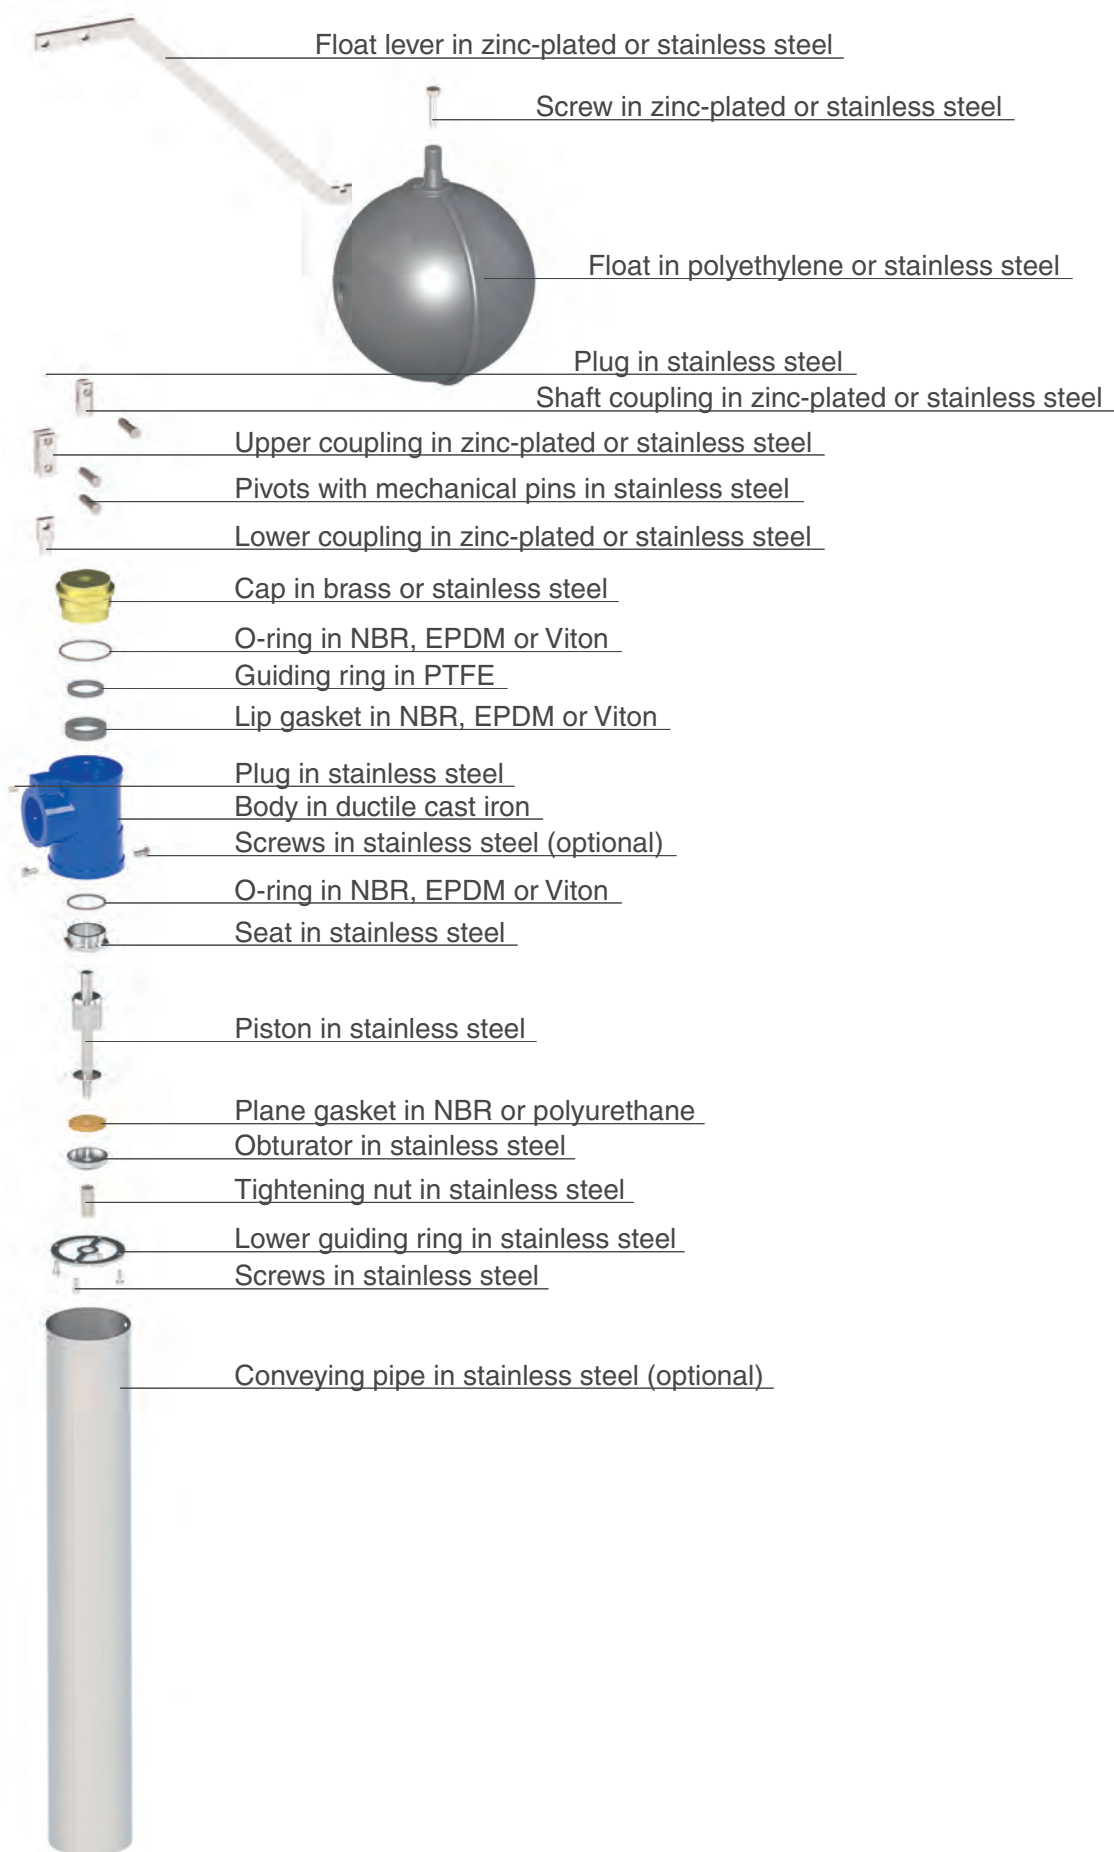 Float lever in zinc-plated or stainless steel
Screw in zinc-plated or stainless steel
Float in polyethylene or stainless steel
Plug in stainless steel
Shaft coupling in zinc-plated or stainless steel
Upper coupling in zinc-plated or stainless steel
Pivots with mechanical pins in stainless steel
Lower coupling in zinc-plated or stainless steel
Cap in brass or stainless steel
O-ring in NBR, EPDM or Viton
Guiding ring in PTFE
Lip gasket in NBR, EPDM or Viton
Plug in stainless steel
Body in ductile cast iron
Screws in stainless steel (optional)
O-ring in NBR, EPDM or Viton
Seat in stainless steel
Piston in stainless steel
Plane gasket in NBR or polyurethane
Obturator in stainless steel
Tightening nut in stainless steel
Lower guiding ring in stainless steel
Screws in stainless steel
Conveying pipe in stainless steel (optional)